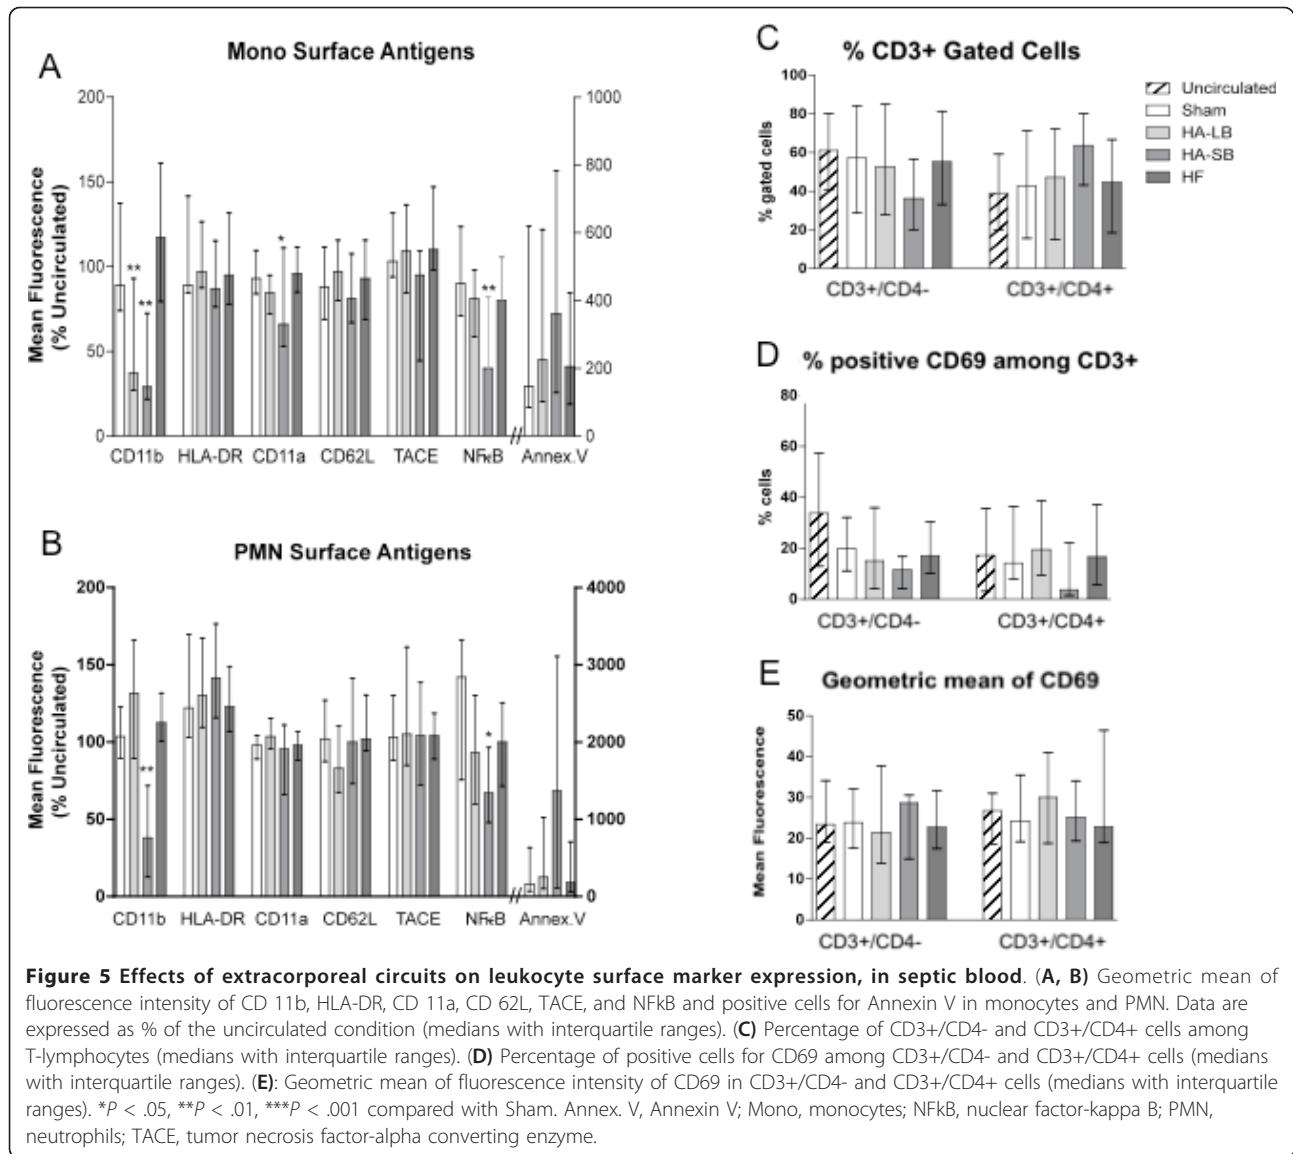 A
Mono Surface Antigens
Mean Fluorescence
(% Uncirculated)
200
150
100
50
0
1000
800
600
400
200
0
**
**
*
**
CD11b HLA-DR CD11a CD62L TACE NFκB // Annex.V
B
PMN Surface Antigens
Mean Fluorescence
(% Uncirculated)
200
150
100
50
0
4000
3000
2000
1000
0
**
*
CD11b HLA-DR CD11a CD62L TACE NFκB // Annex.V
C
% CD3+ Gated Cells
% gated cells
100
80
60
40
20
0
CD3+/CD4- CD3+/CD4+
Uncirculated
Sham
HA-LB
HA-SB
HF
D
% positive CD69 among CD3+
% cells
80
60
40
20
0
CD3+/CD4- CD3+/CD4+
E
Geometric mean of CD69
Mean Fluorescence
50
40
30
20
10
0
CD3+/CD4- CD3+/CD4+
Figure 5 Effects of extracorporeal circuits on leukocyte surface marker expression, in septic blood. (A, B) Geometric mean of
fluorescence intensity of CD 11b, HLA-DR, CD 11a, CD 62L, TACE, and NFkB and positive cells for Annexin V in monocytes and PMN. Data are
expressed as % of the uncirculated condition (medians with interquartile ranges). (C) Percentage of CD3+/CD4- and CD3+/CD4+ cells among
T-lymphocytes (medians with interquartile ranges). (D) Percentage of positive cells for CD69 among CD3+/CD4- and CD3+/CD4+ cells (medians
with interquartile ranges). (E): Geometric mean of fluorescence intensity of CD69 in CD3+/CD4- and CD3+/CD4+ cells (medians with interquartile
ranges). *P < .05, **P < .01, ***P < .001 compared with Sham. Annex. V, Annexin V; Mono, monocytes; NFkB, nuclear factor-kappa B; PMN,
neutrophils; TACE, tumor necrosis factor-alpha converting enzyme.